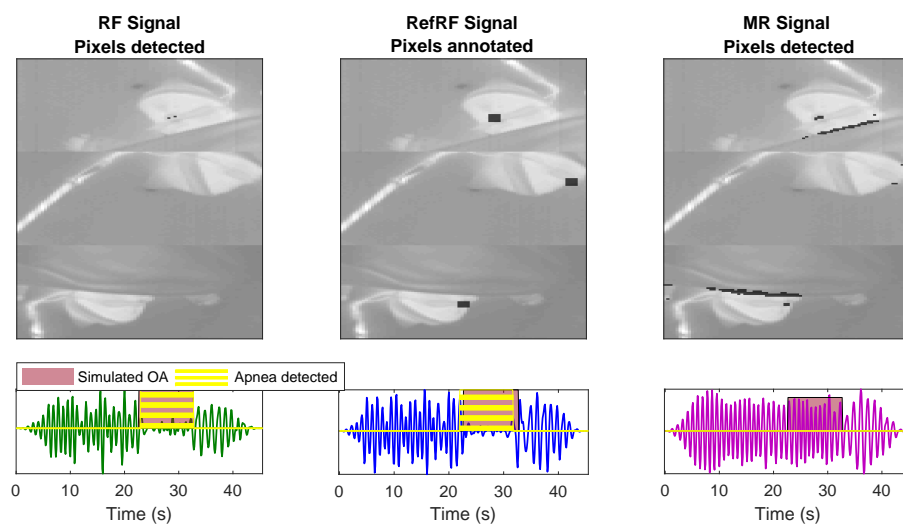 RF Signal
Pixels detected
RefRF Signal
Pixels annotated
MR Signal
Pixels detected
Simulated OA
Apnea detected
0 10 20 30 40
Time (s)
0 10 20 30 40
Time (s)
0 10 20 30 40
Time (s)